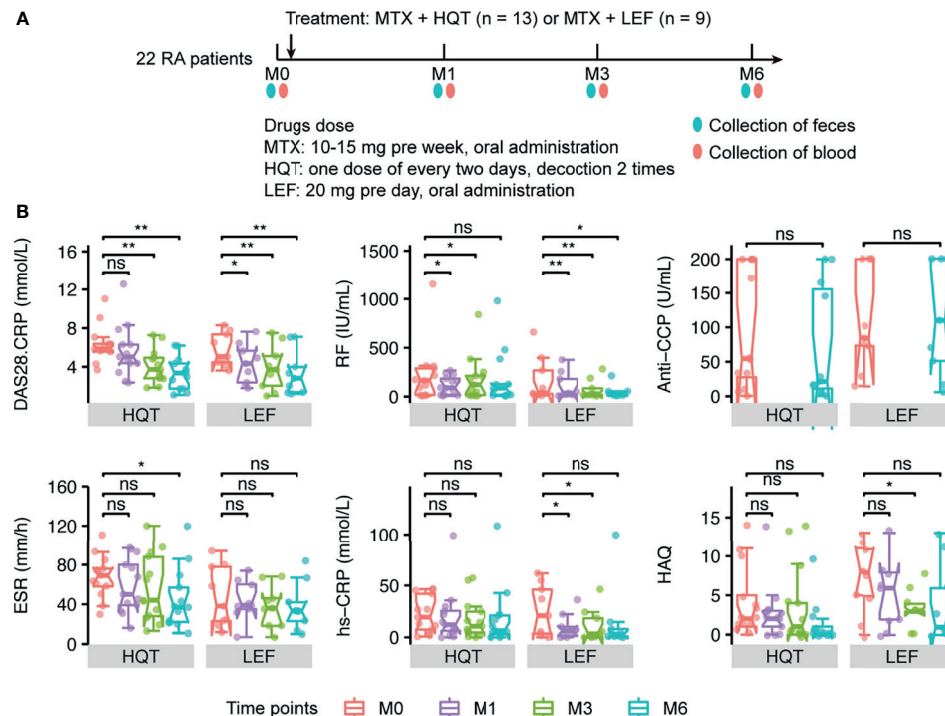 A
Treatment: MTX + HQT (n = 13) or MTX + LEF (n = 9)
22 RA patients
M0 M1 M3 M6
Drugs dose
MTX: 10-15 mg pre week, oral administration
HQT: one dose of every two days, decoction 2 times
LEF: 20 mg pre day, oral administration
Collection of feces
Collection of blood
B
DAS28.CRP (mmol/L)
16
12
8
4
** ** ns
** ** *
HQT LEF
RF (IU/mL)
1500
1000
500
0
ns * *
* ** **
HQT LEF
Anti-CCP (U/mL)
200
150
100
50
0
ns ns
HQT LEF
ESR (mm/h)
160
120
80
40
0
* ns ns
ns ns ns
HQT LEF
hs-CRP (mmol/L)
150
100
50
0
ns ns ns
ns * *
HQT LEF
HAQ
15
10
5
0
ns ns ns
ns * ns
HQT LEF
Time points M0 M1 M3 M6